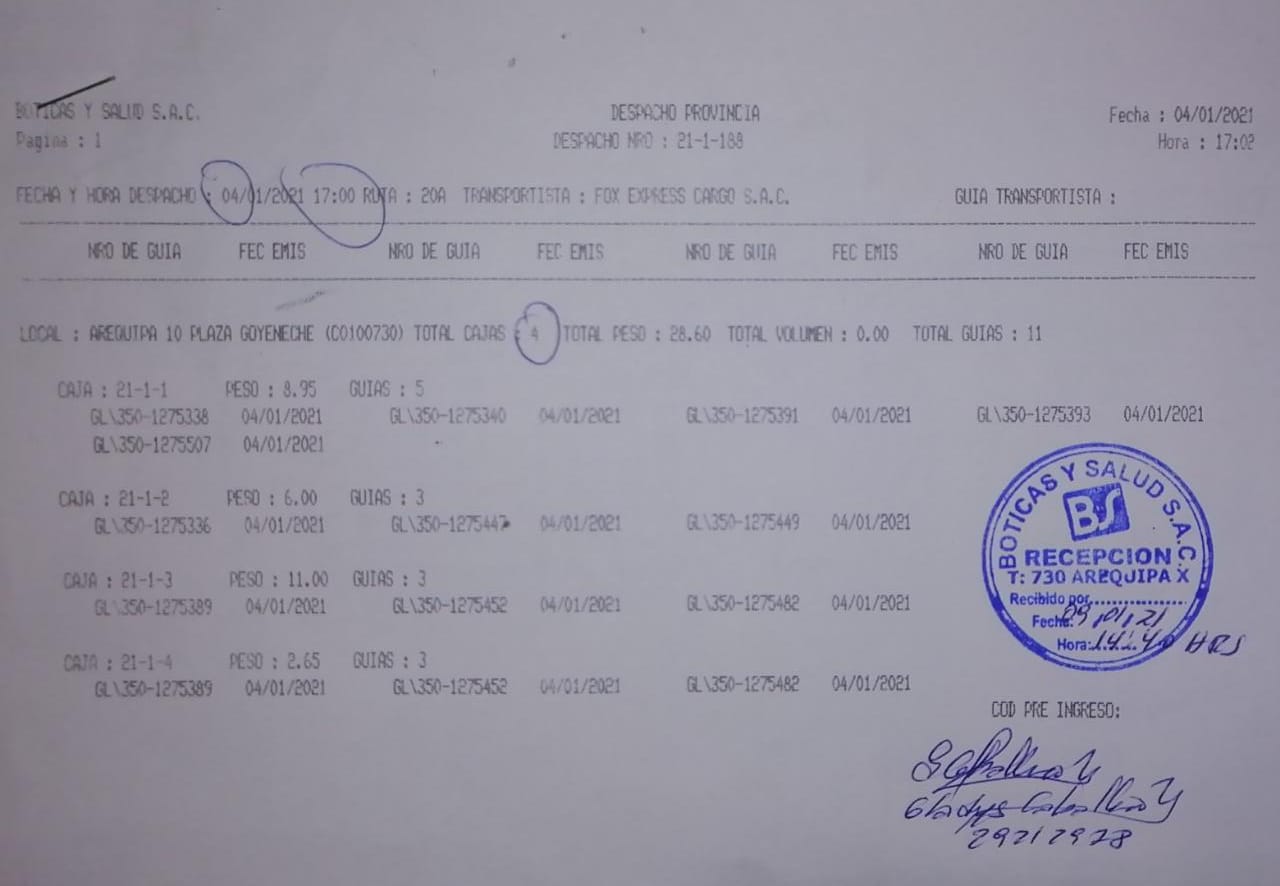 BOTICAS Y SALUD S.A.C. DESPACHO PROVINCIA Fecha : 04/01/2021
Pagina : 1 DESPACHO NRO : 21-1-188 Hora : 17:02
FECHA Y HORA DESPACHO : 04/01/2021 17:00 RUTA : 20A TRANSPORTISTA : FOX EXPRESS CARGO S.A.C. GUIA TRANSPORTISTA :
NRO DE GUIA FEC EMIS NRO DE GUIA FEC EMIS NRO DE GUIA FEC EMIS NRO DE GUIA FEC EMIS
LOCAL : AREQUIPA 10 PLAZA GOYENECHE (CO100730) TOTAL CAJAS : 4 TOTAL PESO : 28.60 TOTAL VOLUMEN : 0.00 TOTAL GUIAS : 11
CAJA : 21-1-1 PESO : 8.95 GUIAS : 5
GL\350-1275338 04/01/2021 GL\350-1275340 04/01/2021 GL\350-1275391 04/01/2021 GL\350-1275393 04/01/2021
GL\350-1275507 04/01/2021
CAJA : 21-1-2 PESO : 6.00 GUIAS : 3
GL\350-1275336 04/01/2021 GL\350-1275447 04/01/2021 GL\350-1275449 04/01/2021
CAJA : 21-1-3 PESO : 11.00 GUIAS : 3
GL\350-1275389 04/01/2021 GL\350-1275452 04/01/2021 GL\350-1275482 04/01/2021
CAJA : 21-1-4 PESO : 2.65 GUIAS : 3
GL\350-1275389 04/01/2021 GL\350-1275452 04/01/2021 GL\350-1275482 04/01/2021
BOTICAS Y SALUD S.A.C.
BS
RECEPCION
T: 730 AREQUIPA X
Recibido por
Fecha: 09,01,21
Hora: 14:40 HRS
COD PRE INGRESO:
Gladys Caballero Y
29212978